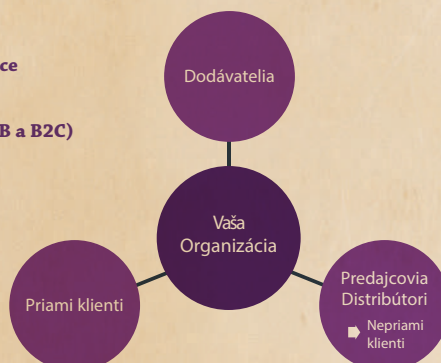 ce
B a B2C)
Dodávatelia
Vaša
Organizácia
Priami klienti
Predajcovia
Distribútori
Nepriami
klienti